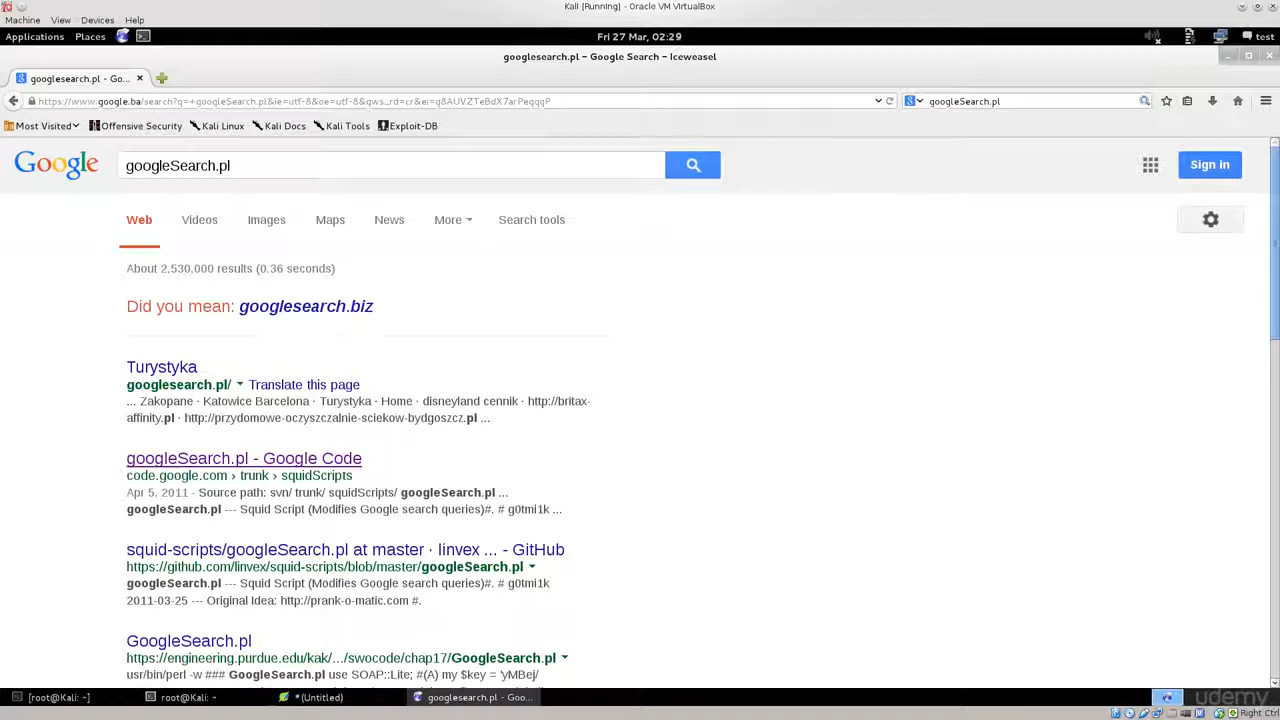 Kali [Running] - Oracle VM VirtualBox
Machine View Devices Help
Applications Places Fri 27 Mar, 02:29 test
googlesearch.pl - Google Search - Iceweasel
googlesearch.pl - Go...
https://www.google.ba/search?q=+googleSearch.pl&ie=utf-8&oe=utf-8&gws_rd=cr&ei=g8AUVZTeBdX7arPeqqgP googleSearch.pl
Most Visited Offensive Security Kali Linux Kali Docs Kali Tools Exploit-DB
Google googleSearch.pl Sign in
Web Videos Images Maps News More Search tools
About 2,530,000 results (0.36 seconds)
Did you mean: googlesearch.biz
Turystyka
googlesearch.pl/ Translate this page
... Zakopane · Katowice Barcelona · Turystyka · Home · disneyland cennik · http://britax-
affinity.pl · http://przydomowe-oczyszczalnie-sciekow-bydgoszcz.pl ...
googleSearch.pl - Google Code
code.google.com › trunk › squidScripts
Apr 5, 2011 - Source path: svn/ trunk/ squidScripts/ googleSearch.pl ...
googleSearch.pl --- Squid Script (Modifies Google search queries)#. # g0tmi1k ...
squid-scripts/googleSearch.pl at master · linvex ... - GitHub
https://github.com/linvex/squid-scripts/blob/master/googleSearch.pl
googleSearch.pl --- Squid Script (Modifies Google search queries)#. # g0tmi1k
2011-03-25 --- Original Idea: http://prank-o-matic.com #.
GoogleSearch.pl
https://engineering.purdue.edu/kak/.../swocode/chap17/GoogleSearch.pl
usr/bin/perl -w ### GoogleSearch.pl use SOAP::Lite; #(A) my $key = 'yMBej/
[root@Kali: ~] root@Kali: ~ *(Untitled) googlesearch.pl - Goo...
udemy
Right Ctrl